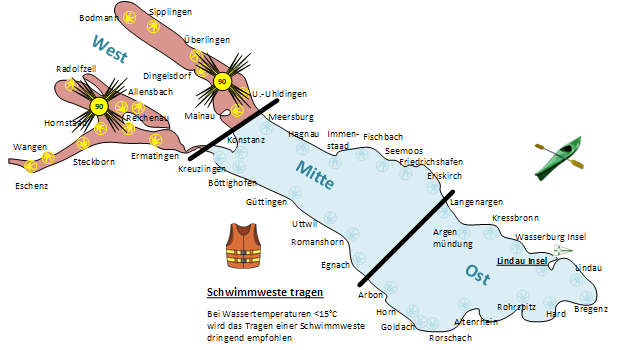 Bodmann
Sipplingen
Überlingen
West
Radolfzell
Dingelsdorf
90
Allensbach
U.-Uhldingen
90
Mainau
Meersburg
Hornstaad
Reichenau
Hagnau
Immen-
staad
Fischbach
Wangen
Konstanz
Seemoos
Steckborn
Ermatingen
Friedrichshafen
Kreuzlingen
Mitte
Eriskirch
Eschenz
Böttighofen
Güttingen
Langenargen
Kressbronn
Uttwil
Argen
mündung
Wasserburg Insel
Romanshorn
Lindau Insel
Egnach
Ost
Lindau
Schwimmweste tragen
Arbon
Bei Wassertemperaturen <15°C
wird das Tragen einer Schwimmweste
dringend empfohlen
Horn
Goldach
Altenrhein
Rohrspitz
Hard
Bregenz
Rorschach